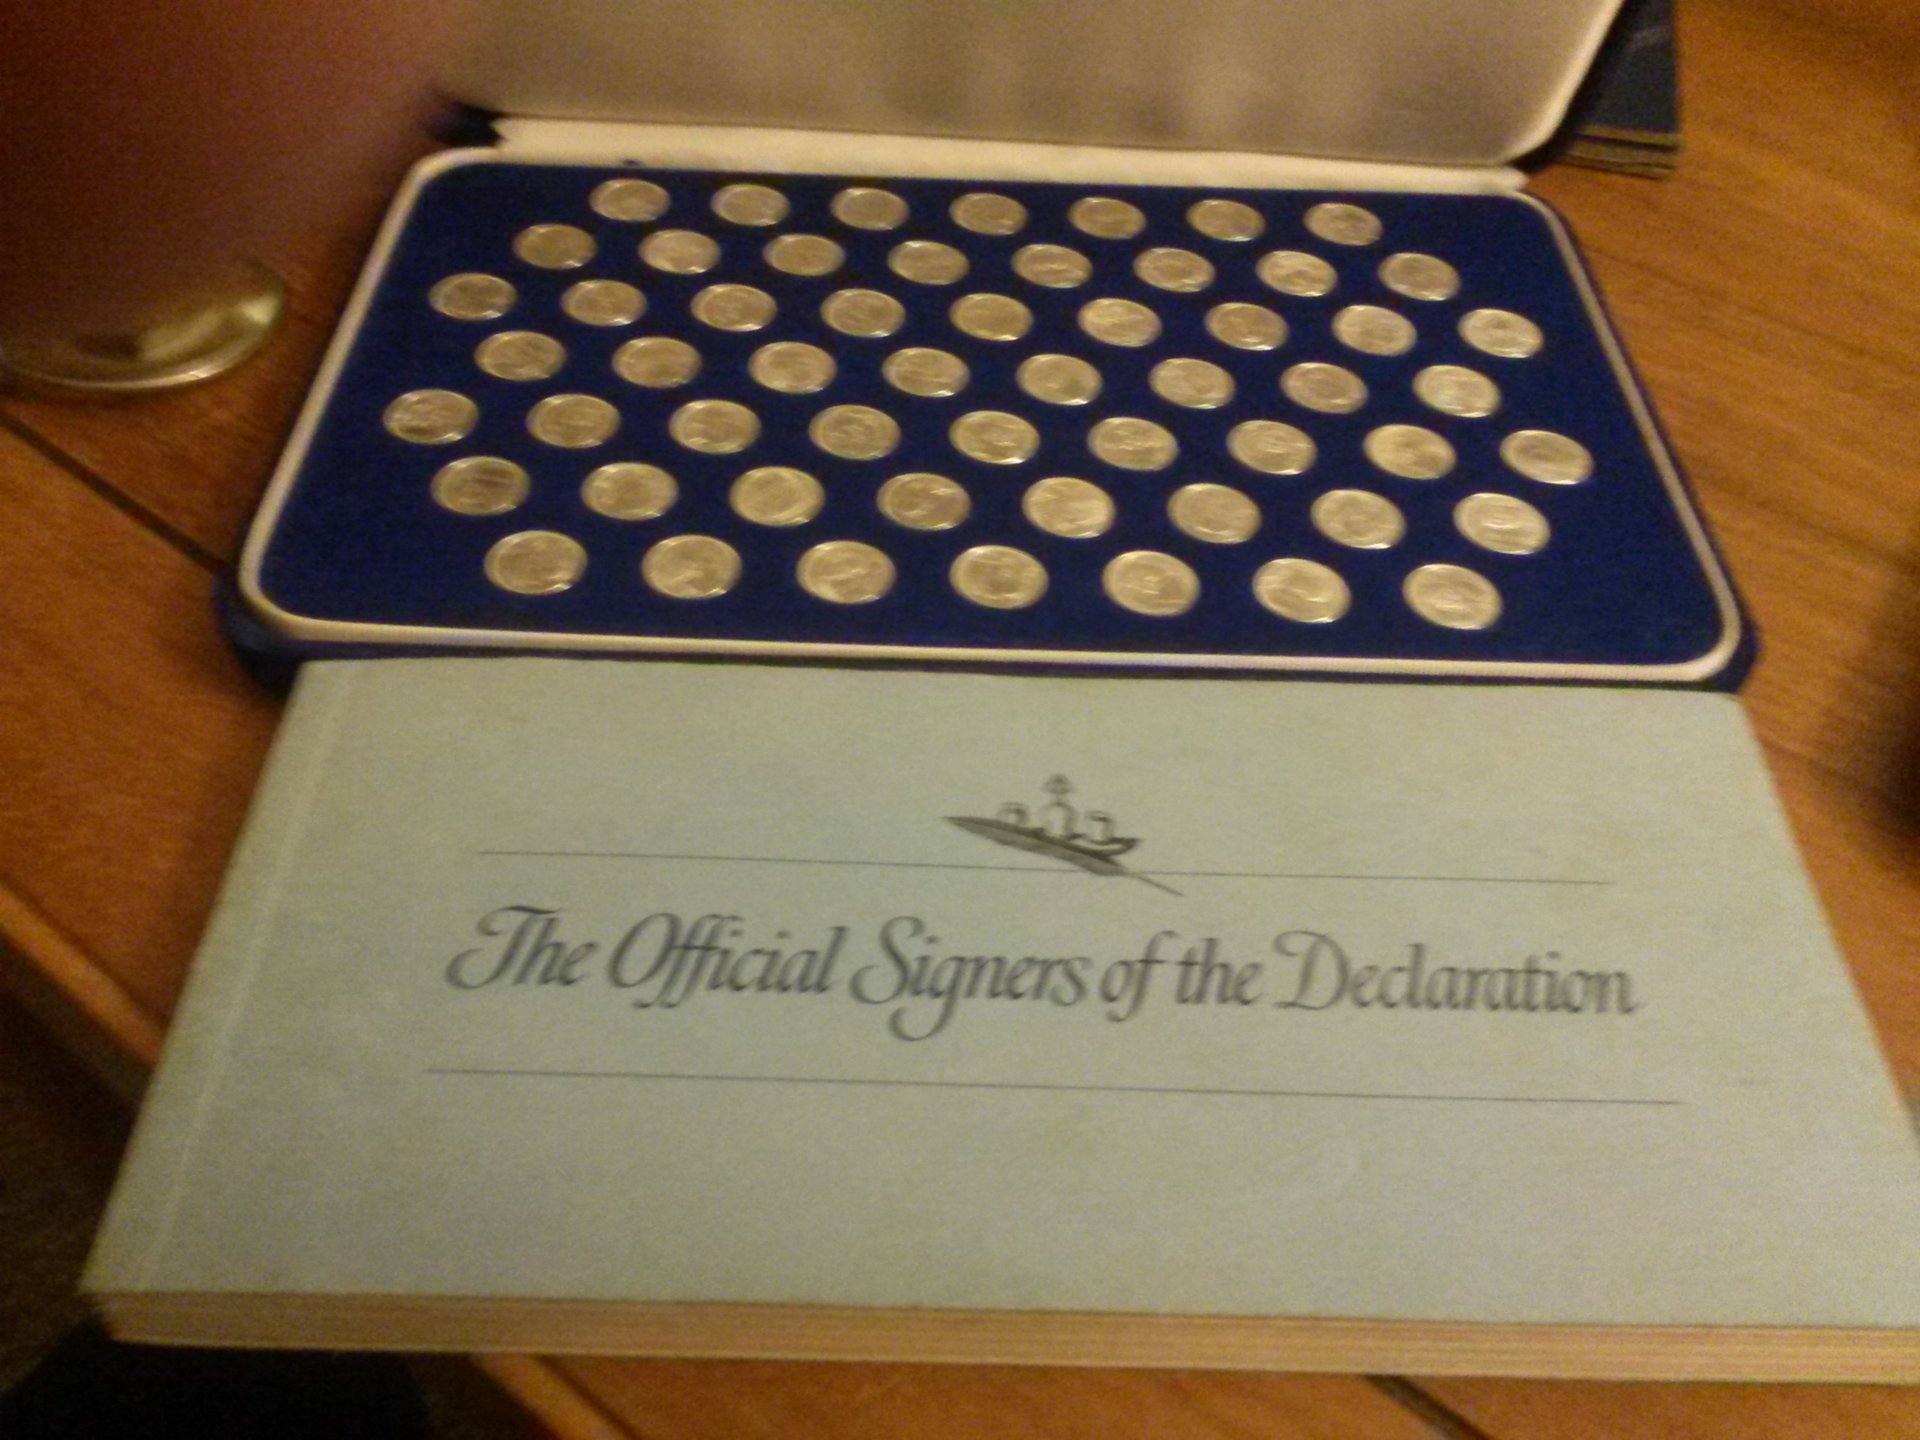 The Official Signers of the Declaration